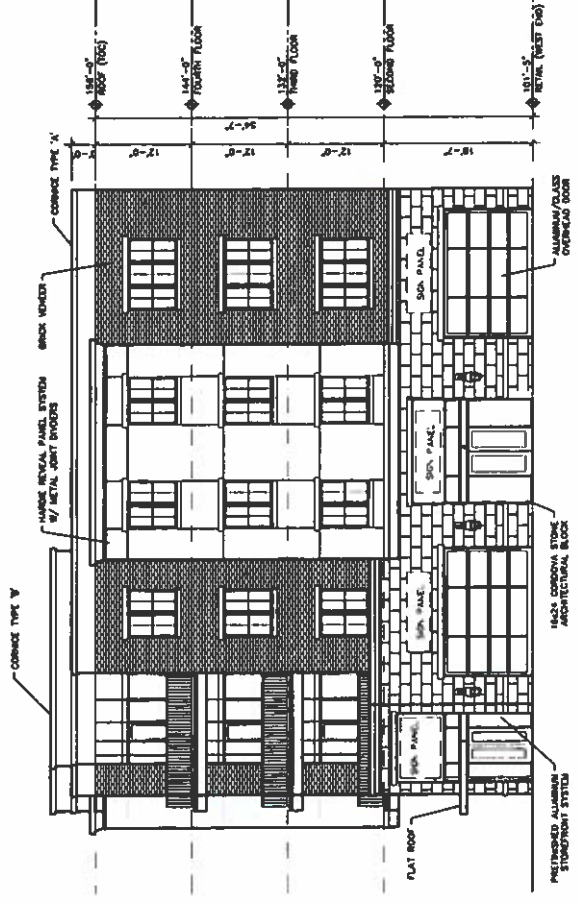 CORNICE TYPE 'B'
HARDIE REVEAL PANEL SYSTEM
W/ METAL JOINT DIVIDERS
BRICK VENEER
CORNICE TYPE 'A'
156'-0"
ROOF (TOC)
144'-0"
FOURTH FLOOR
132'-0"
THIRD FLOOR
120'-0"
SECOND FLOOR
101'-5"
RETAIL (WEST END)
12'-0"
12'-0"
12'-0"
18'-7"
54'-7"
SIGN PANEL
SIGN PANEL
SIGN PANEL
SIGN PANEL
FLAT ROOF
PREFINISHED ALUMINUM
STOREFRONT SYSTEM
16x24 CORDOVA STONE
ARCHITECTURAL BLOCK
ALUMINUM/GLASS
OVERHEAD DOOR